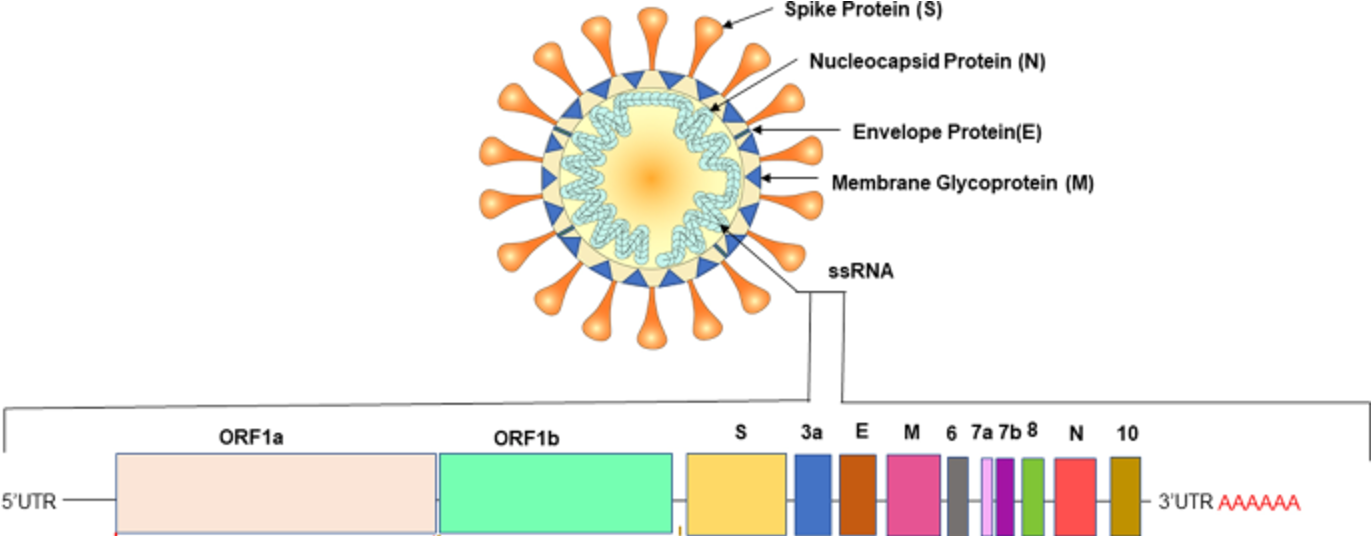 Spike Protein (S)
Nucleocapsid Protein (N)
Envelope Protein(E)
Membrane Glycoprotein (M)
ssRNA
ORF1a ORF1b S 3a E M 6 7a 7b 8 N 10
5'UTR 3'UTR AAAAAA